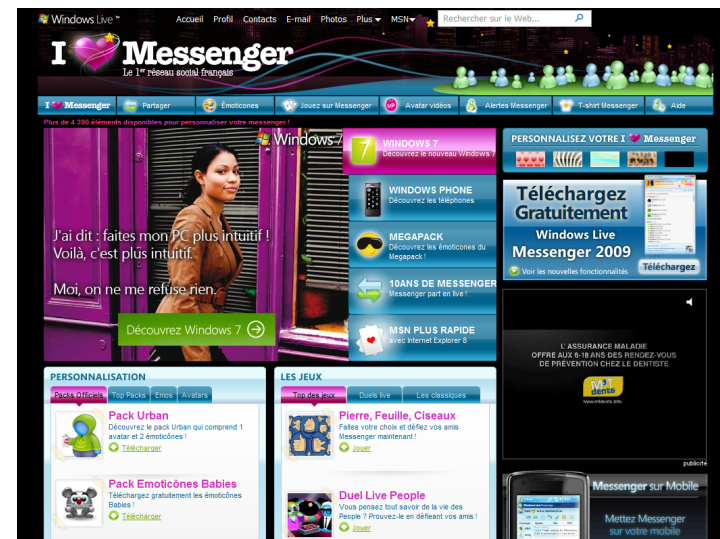 Windows Live™
Accueil Profil Contacts E-mail Photos Plus MSN
Rechercher sur le Web...
I Messenger
Le 1er réseau social français
I Messenger
Partager
Émoticones
Jouez sur Messenger
Avatar vidéos
Alertes Messenger
T-shirt Messenger
Aide
Plus de 4 390 éléments disponibles pour personnaliser votre messenger !
Windows 7
J'ai dit : faites mon PC plus intuitif !
Voilà, c'est plus intuitif.
Moi, on ne me refuse rien.
Découvrez Windows 7
7
WINDOWS 7
Découvrez le nouveau Windows 7
WINDOWS PHONE
Découvrez les téléphones
MEGAPACK
Découvrez les émoticones du
Megapack !
10ANS DE MESSENGER
Messenger part en live !
MSN PLUS RAPIDE
avec Internet Explorer 8
PERSONNALISEZ VOTRE I Messenger
Téléchargez
Gratuitement
Windows Live
Messenger 2009
Voir les nouvelles fonctionnalités
Téléchargez
L'ASSURANCE MALADIE
OFFRE AUX 6-18 ANS DES RENDEZ-VOUS
DE PRÉVENTION CHEZ LE DENTISTE
M'T
dents
www.mtdents.info
publicité
Messenger sur Mobile
Mettez Messenger
sur votre mobile
PERSONNALISATION
Packs Officiels Top Packs Emos Avatars
Pack Urban
Découvrez le pack Urban qui comprend 1
avatar et 2 émoticônes !
Télécharger
Pack Emoticônes Babies
Téléchargez gratuitement les émoticônes
Babies !
Télécharger
LES JEUX
Top des jeux Duels live Les classiques
Pierre, Feuille, Ciseaux
Faites votre choix et défiez vos amis
Messenger maintenant !
Jouer
Duel Live People
Vous pensez tout savoir de la vie des
People ? Prouvez-le en défieant vos amis !
Jouer